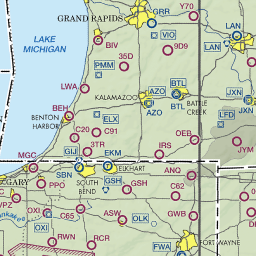 Y70
GRAND RAPIDS
GRR
LAN
LAKE
MICHIGAN
VIO
BIV
9D9
LAN
35D
PMM
JXN
LWA
AZO
BTL
KALAMAZOO
BTL
JXN
BEH
AZO
BATTLE
CREEK
LFD
BENTON
HARBOR
ELX
C20
C91
OEB
JYM
3TR
GIJ
IRS
MGC
EKM
ELKHART
GARY
SBN
ANQ
PPO
SOUTH
BEND
GSH
GSH
C62
OXI
ASW
OLK
GWB
OXI
RWN
RCR
FWA
FORT WAYNE